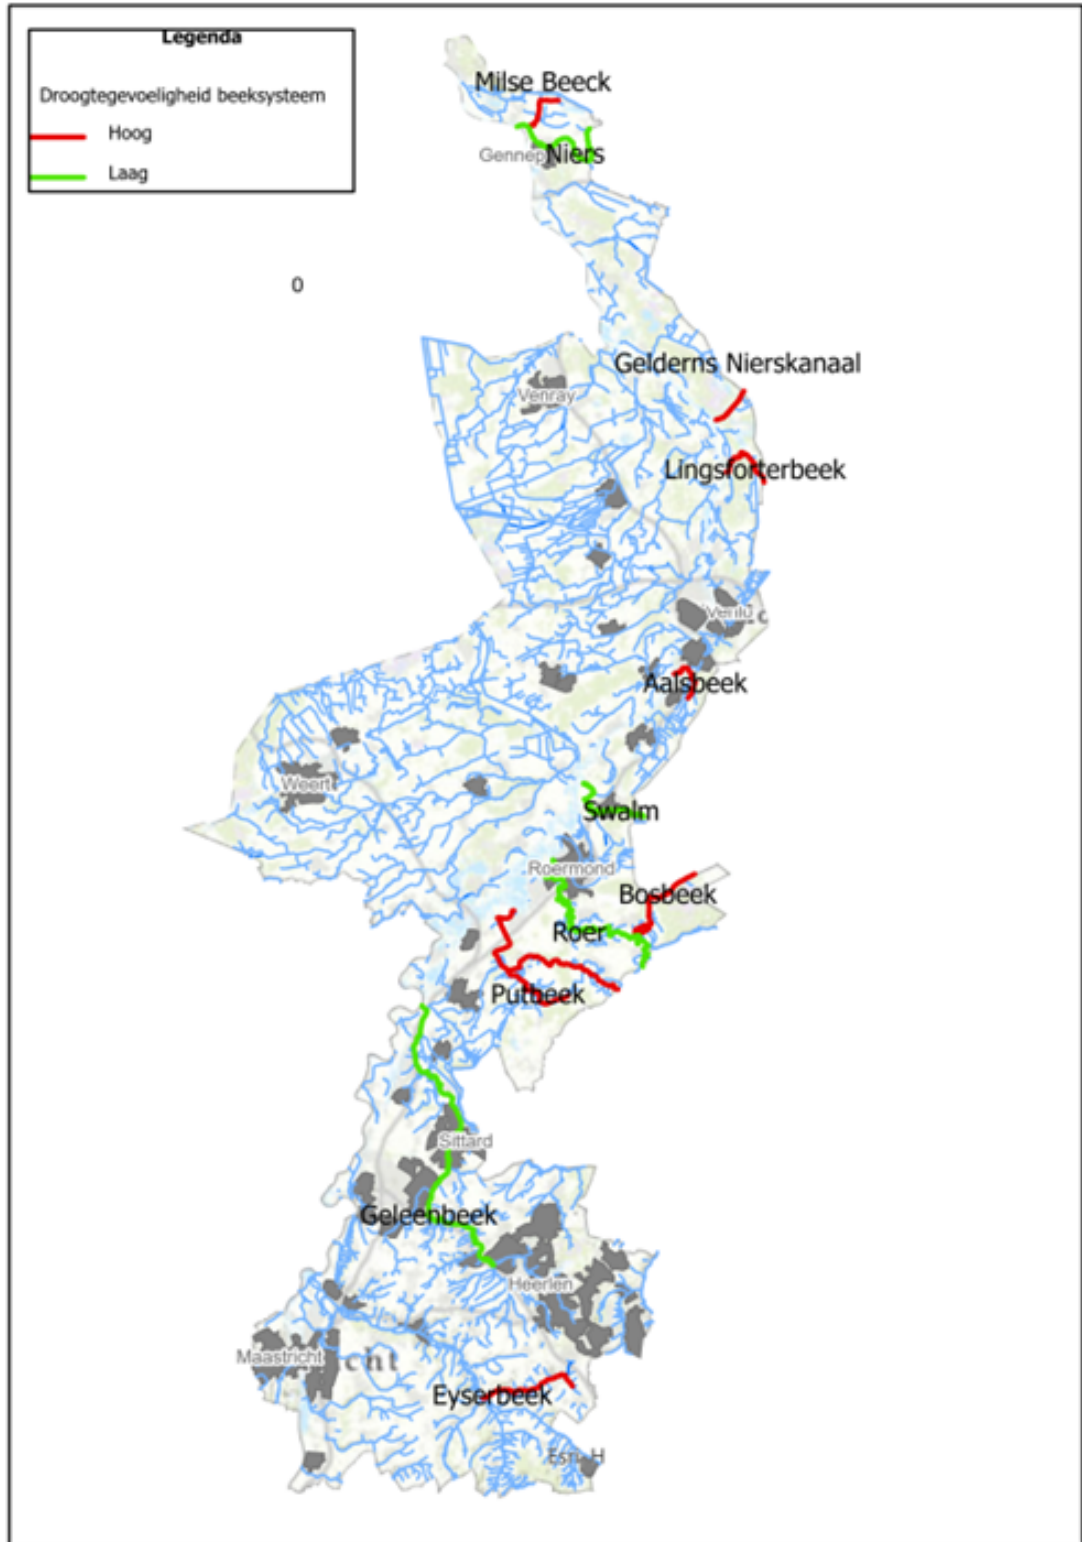 Legenda
Droogtegevoeligheid beeksysteem
Hoog
Laag
Milse Beeck
Gennep
Niers
0
Gelderns Nierskanaal
Venray
Lingsforterbeek
Venlo
Aalsbeek
Weert
Swalm
Roermond
Bosbeek
Roer
Putbeek
Sittard
Geleenbeek
Heerlen
Maastricht
cht
Eyserbeek